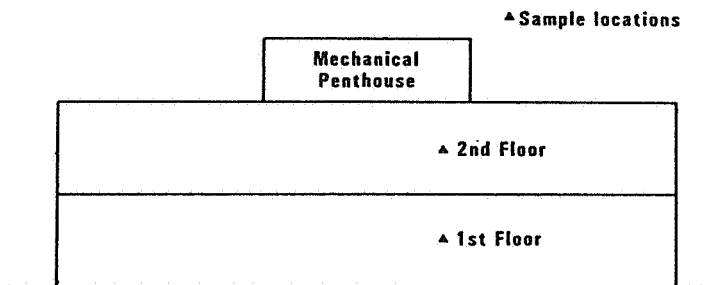 ▲Sample locations
Mechanical
Penthouse
▲ 2nd Floor
▲ 1st Floor